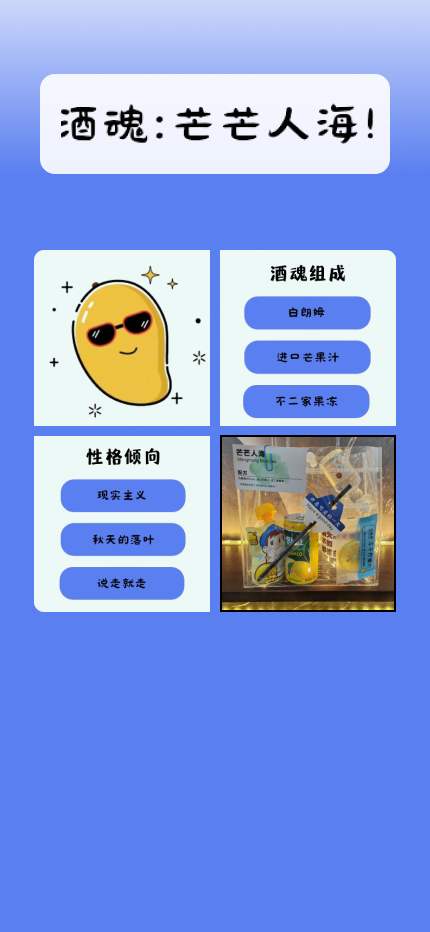 酒魂:芒芒人海!
酒魂组成
白朗姆
进口芒果汁
不二家果冻
性格倾向
现实主义
秋天的落叶
说走就走
芒芒人海
配方